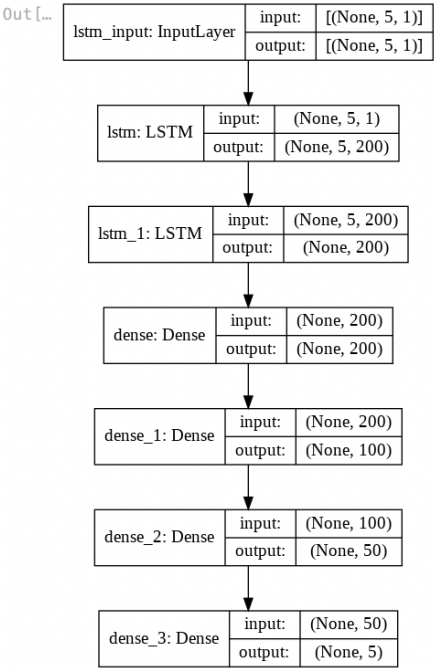 Out[…
lstm_input: InputLayer
input: [(None, 5, 1)]
output: [(None, 5, 1)]
lstm: LSTM
input: (None, 5, 1)
output: (None, 5, 200)
lstm_1: LSTM
input: (None, 5, 200)
output: (None, 200)
dense: Dense
input: (None, 200)
output: (None, 200)
dense_1: Dense
input: (None, 200)
output: (None, 100)
dense_2: Dense
input: (None, 100)
output: (None, 50)
dense_3: Dense
input: (None, 50)
output: (None, 5)